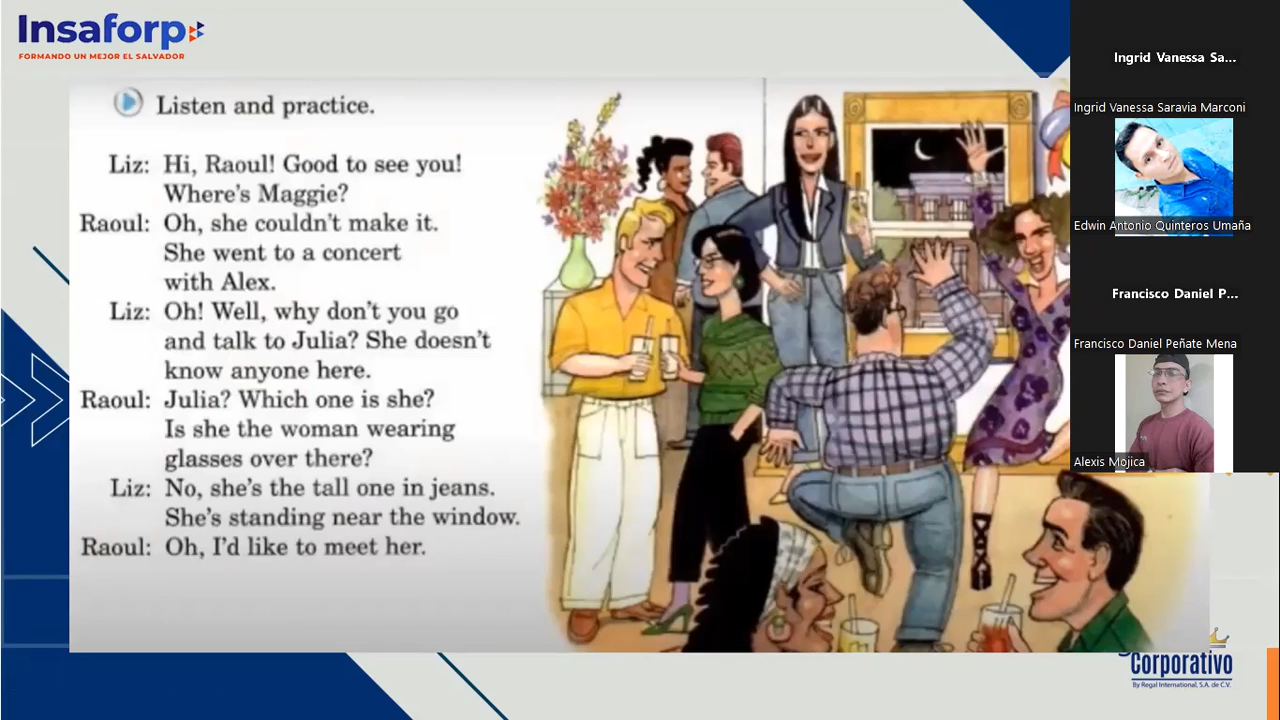 Insaforp
FORMANDO UN MEJOR EL SALVADOR
Listen and practice.
Liz: Hi, Raoul! Good to see you!
Where's Maggie?
Raoul: Oh, she couldn't make it.
She went to a concert
with Alex.
Liz: Oh! Well, why don't you go
and talk to Julia? She doesn't
know anyone here.
Raoul: Julia? Which one is she?
Is she the woman wearing
glasses over there?
Liz: No, she's the tall one in jeans.
She's standing near the window.
Raoul: Oh, I'd like to meet her.
Ingrid Vanessa Sa...
Ingrid Vanessa Saravia Marconi
Edwin Antonio Quinteros Umaña
Francisco Daniel P...
Francisco Daniel Peñate Mena
Alexis Mojica
Corporativo
By Regal International, S.A. de C.V.